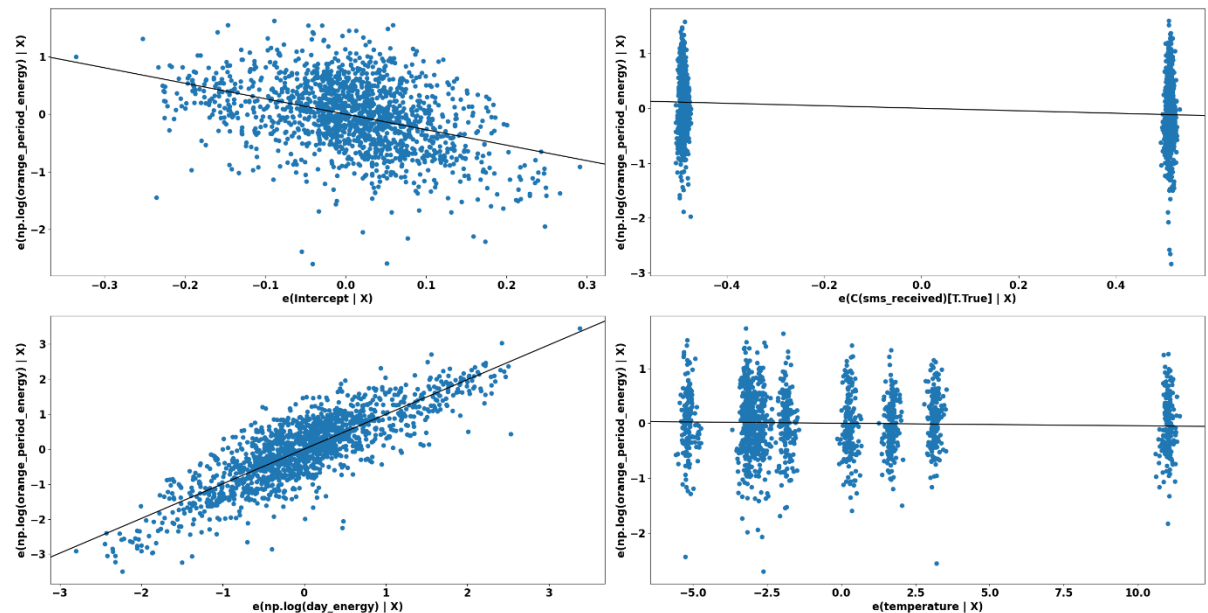 e(np.log(orange_period_energy) | X)
1
0
−1
−2
−0.3 −0.2 −0.1 0.0 0.1 0.2 0.3
e(Intercept | X)
e(np.log(orange_period_energy) | X)
1
0
−1
−2
−3
−0.4 −0.2 0.0 0.2 0.4
e(C(sms_received)[T.True] | X)
e(np.log(orange_period_energy) | X)
3
2
1
0
−1
−2
−3
−3 −2 −1 0 1 2 3
e(np.log(day_energy) | X)
e(np.log(orange_period_energy) | X)
1
0
−1
−2
−5.0 −2.5 0.0 2.5 5.0 7.5 10.0
e(temperature | X)